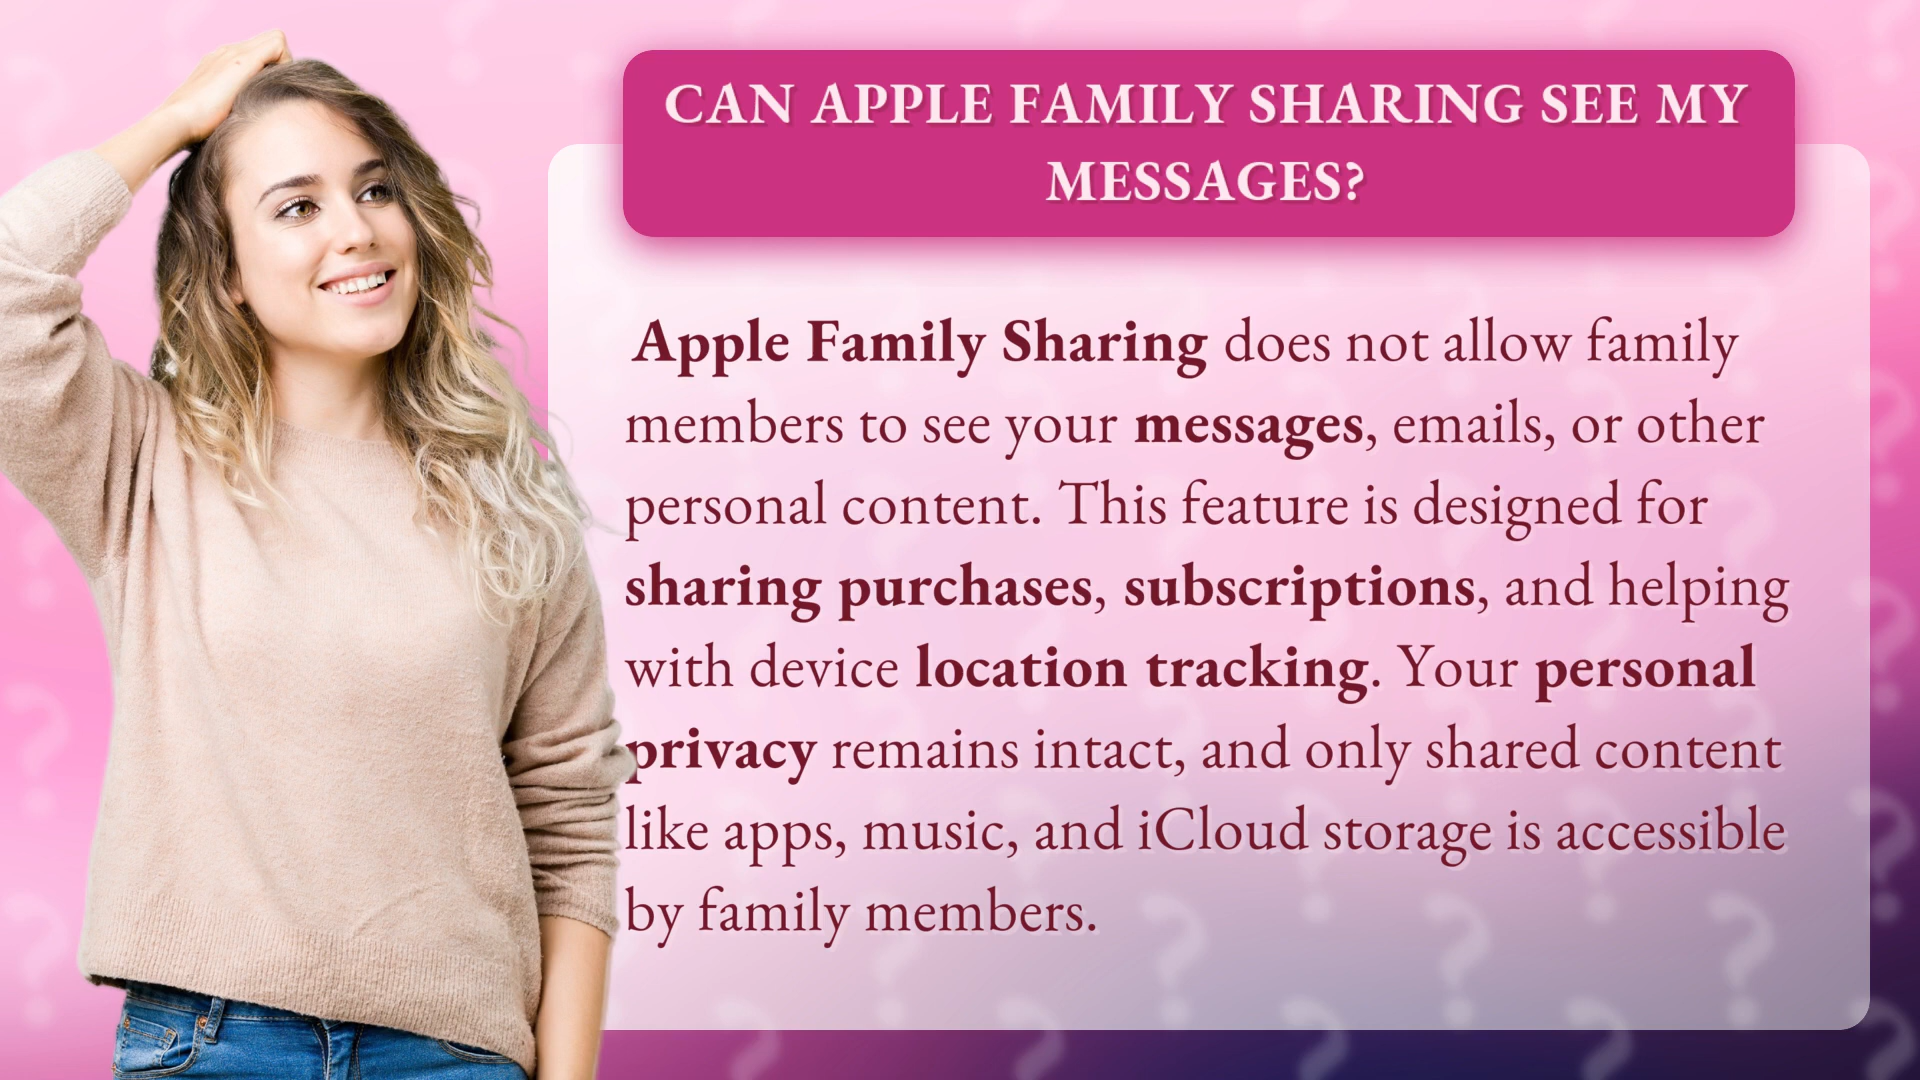 CAN APPLE FAMILY SHARING SEE MY
MESSAGES?
Apple Family Sharing does not allow family
members to see your messages, emails, or other
personal content. This feature is designed for
sharing purchases, subscriptions, and helping
with device location tracking. Your personal
privacy remains intact, and only shared content
like apps, music, and iCloud storage is accessible
by family members.